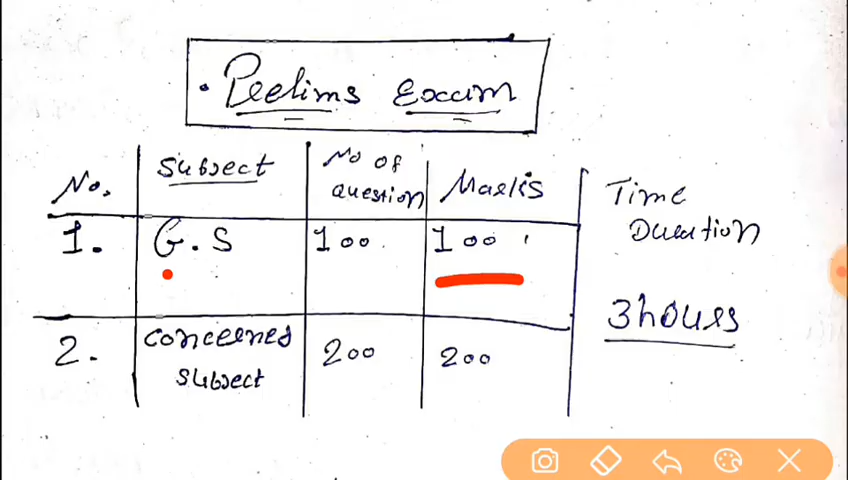 . Prelims Exam
No. Subject No of question Marks Time Duration
1. G.S 100 100 3 hours
2. Concerned subject 200 200